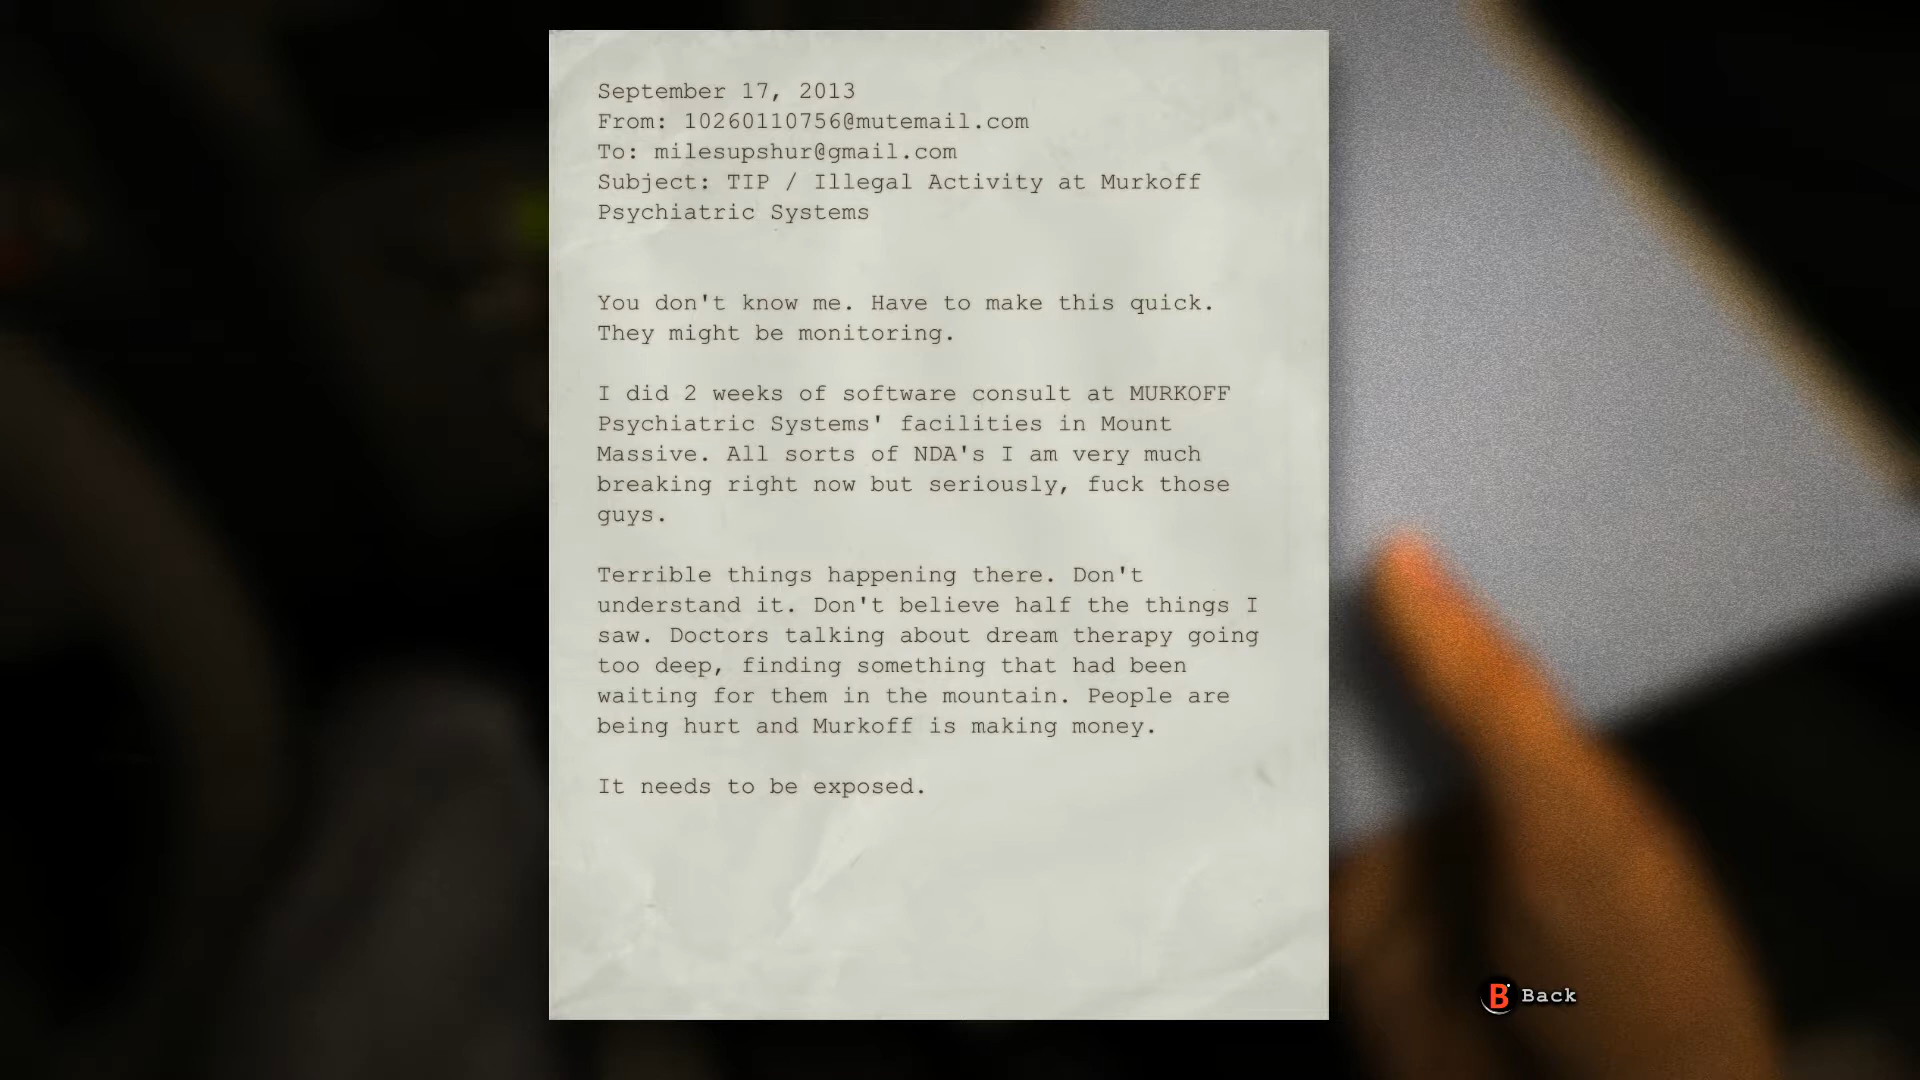 September 17, 2013
From: 10260110756@mutemail.com
To: milesupshur@gmail.com
Subject: TIP / Illegal Activity at Murkoff
Psychiatric Systems
You don't know me. Have to make this quick.
They might be monitoring.
I did 2 weeks of software consult at MURKOFF
Psychiatric Systems' facilities in Mount
Massive. All sorts of NDA's I am very much
breaking right now but seriously, fuck those
guys.
Terrible things happening there. Don't
understand it. Don't believe half the things I
saw. Doctors talking about dream therapy going
too deep, finding something that had been
waiting for them in the mountain. People are
being hurt and Murkoff is making money.
It needs to be exposed.
B Back